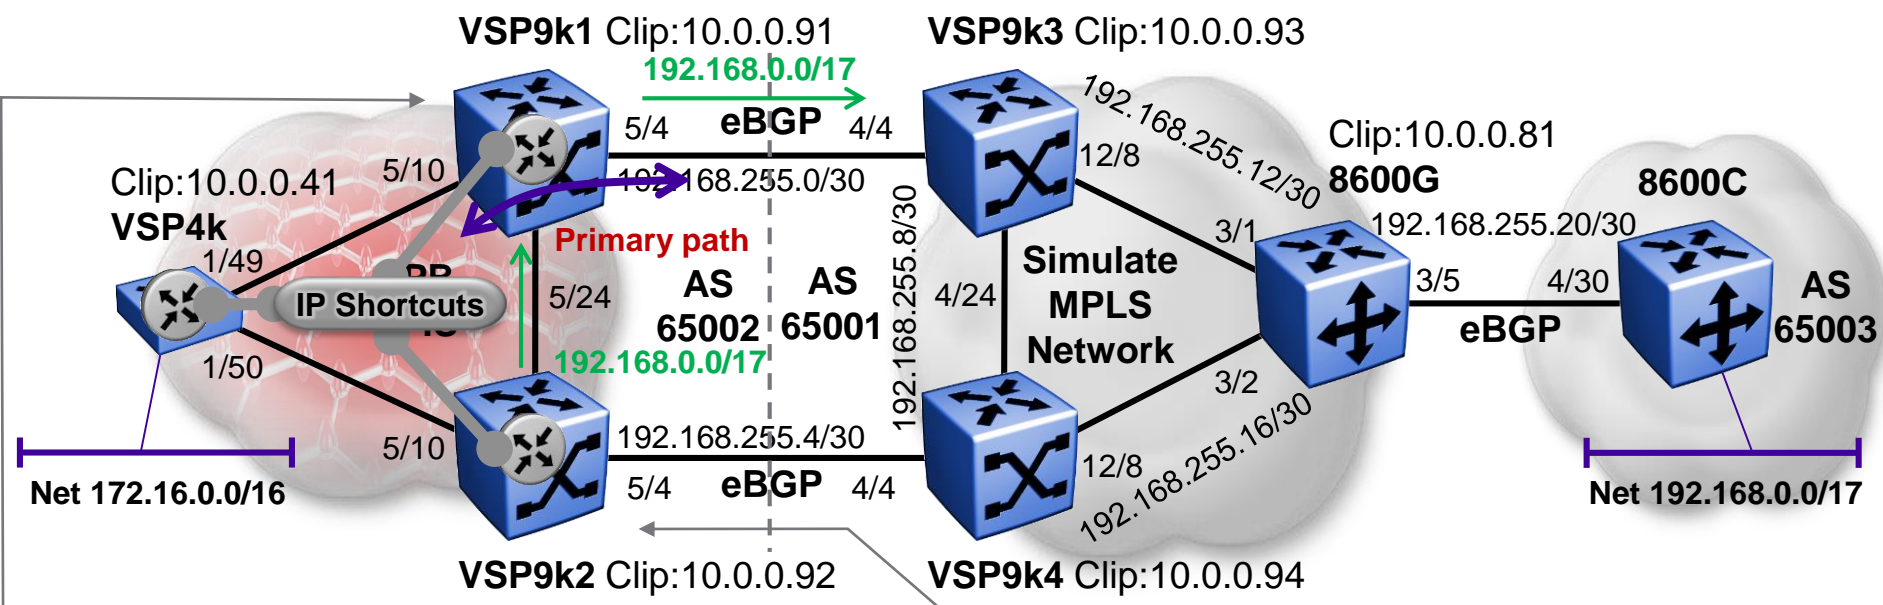 VSP9k1 Clip:10.0.0.91
VSP9k3 Clip:10.0.0.93
192.168.0.0/17
5/4
eBGP
4/4
192.168.255.0/30
192.168.255.12/30
12/8
Clip:10.0.0.81
8600G
8600C
Clip:10.0.0.41
VSP4k
5/10
1/49
Primary path
192.168.255.8/30
3/1
192.168.255.20/30
IP Shortcuts
5/24
AS
65002
AS
65001
4/24
Simulate
MPLS
Network
3/5
4/30
eBGP
AS
65003
1/50
192.168.0.0/17
3/2
5/10
192.168.255.4/30
12/8
192.168.255.16/30
5/4
eBGP
4/4
Net 172.16.0.0/16
Net 192.168.0.0/17
VSP9k2 Clip:10.0.0.92
VSP9k4 Clip:10.0.0.94